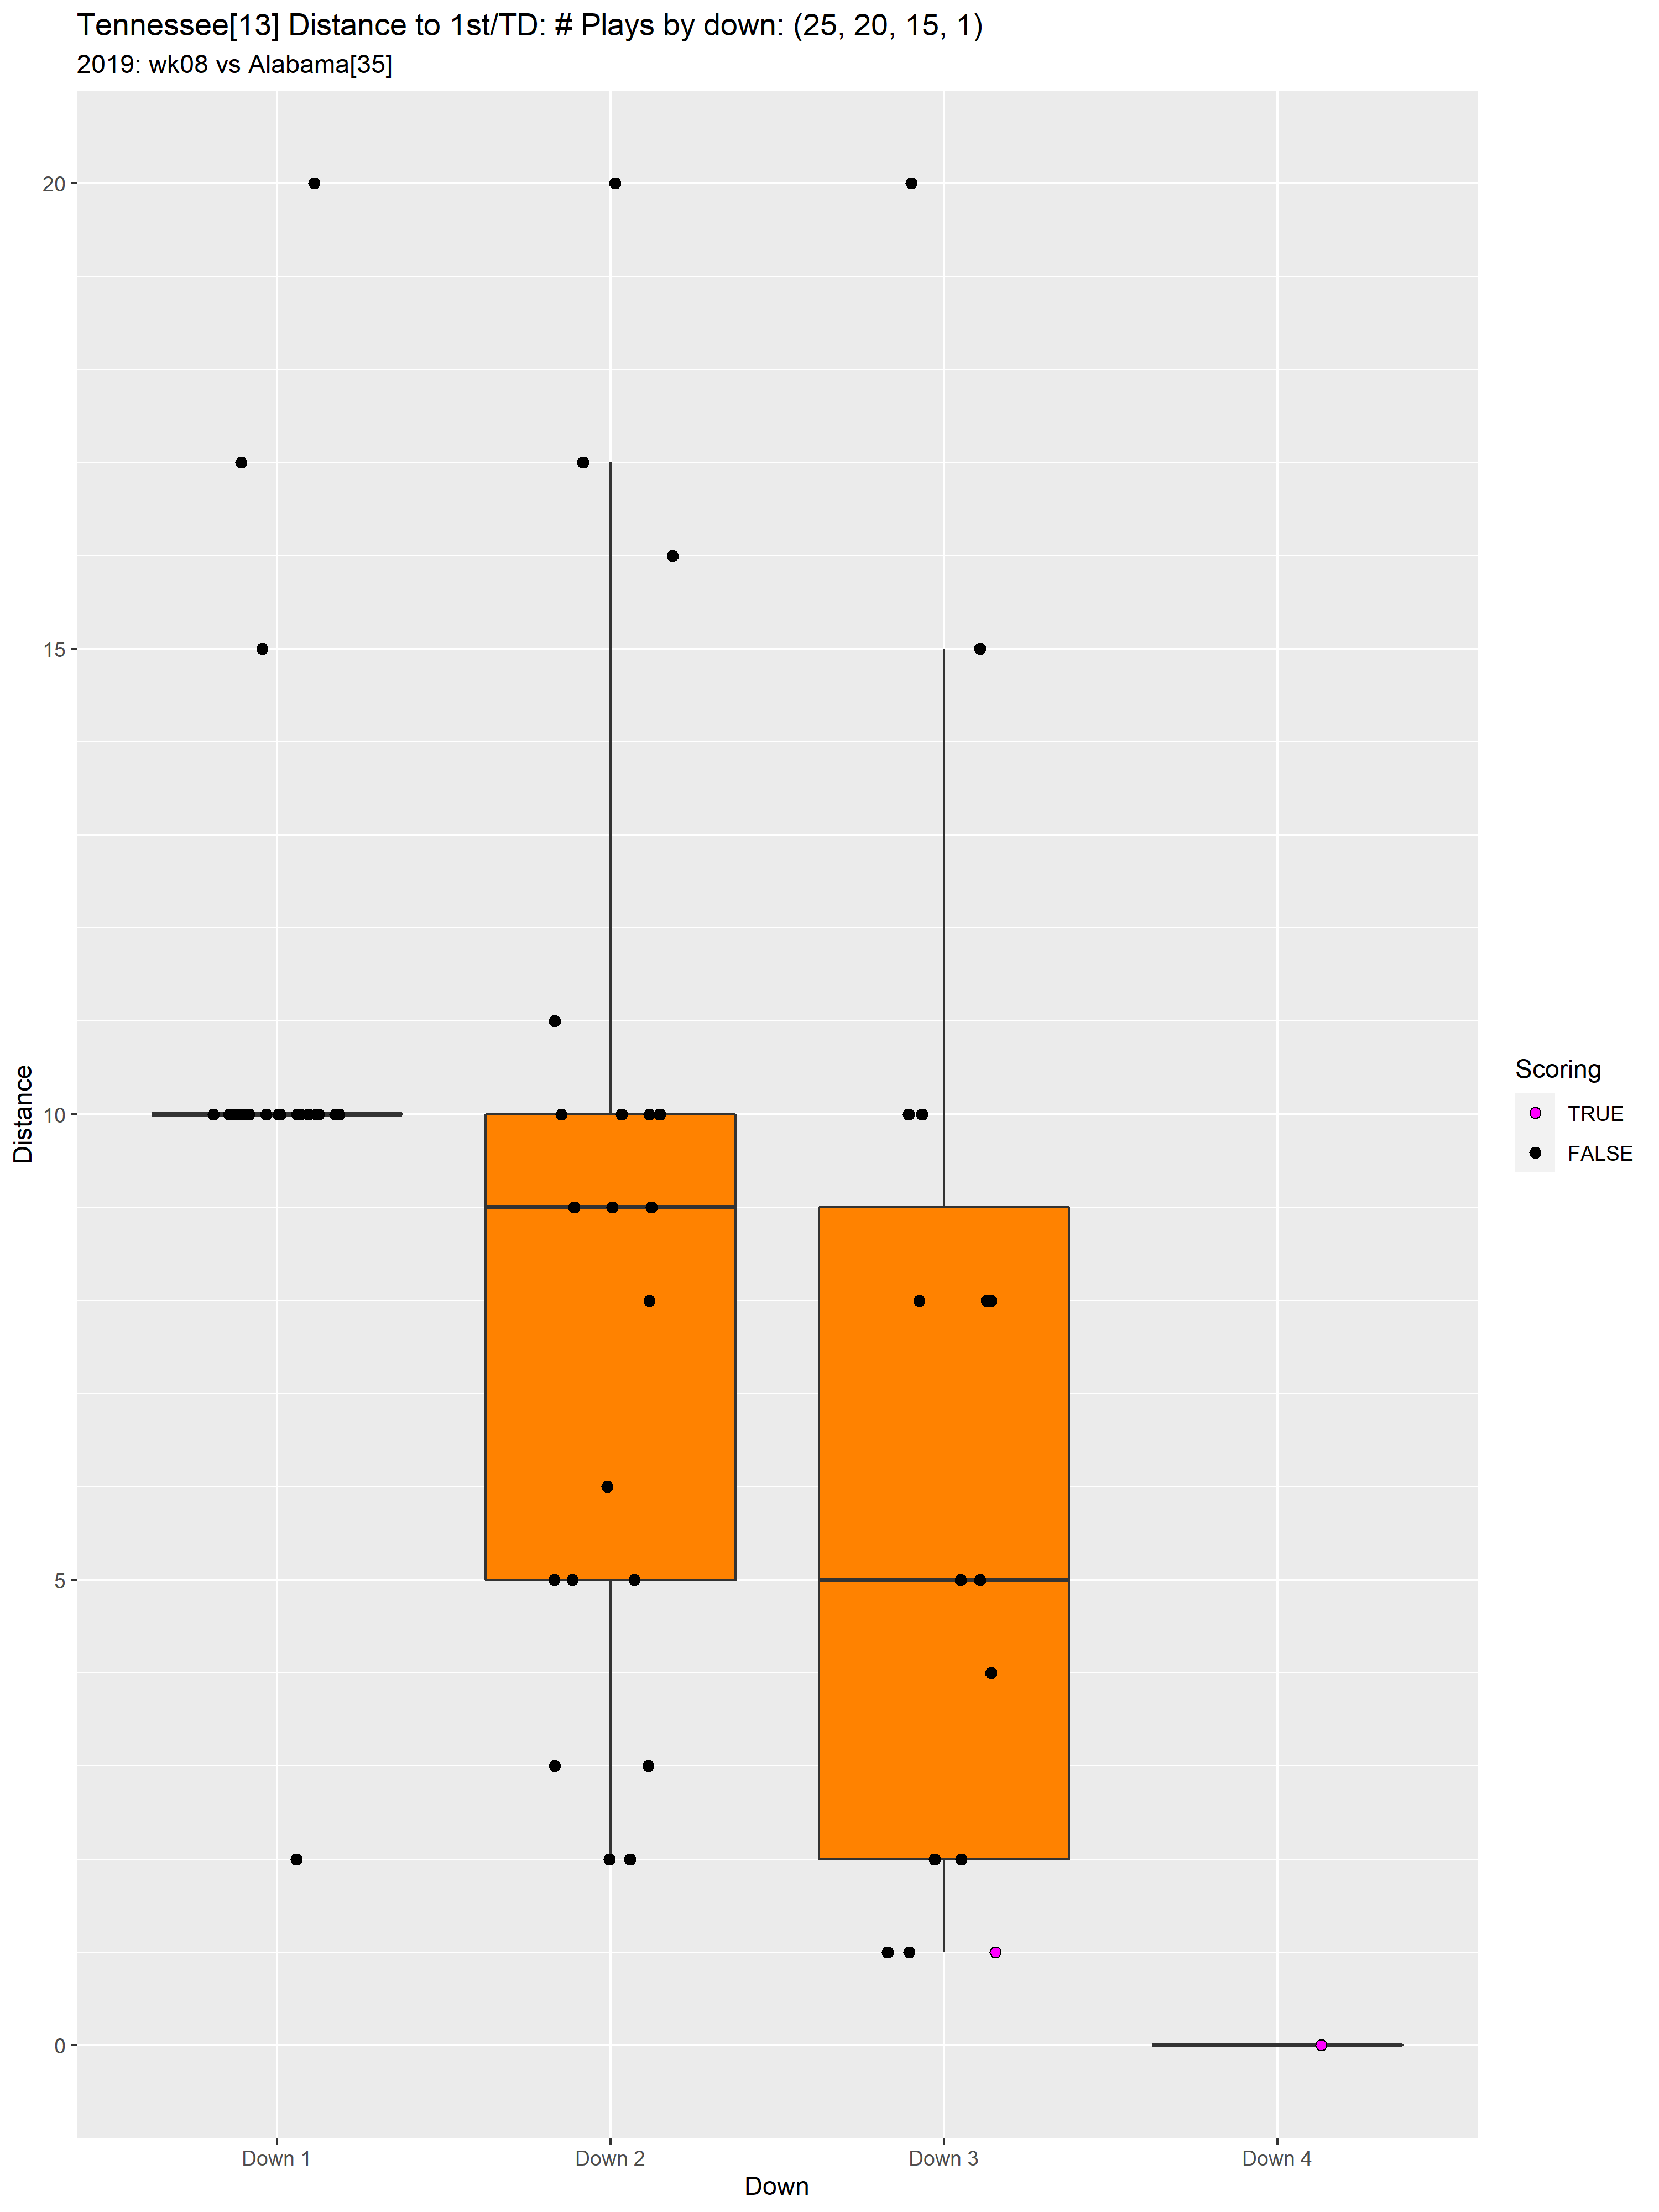 Tennessee[13] Distance to 1st/TD: # Plays by down: (25, 20, 15, 1)
2019: wk08 vs Alabama[35]
20
15
10
5
0
Distance
Down 1
Down 2
Down 3
Down 4
Down
Scoring
TRUE
FALSE